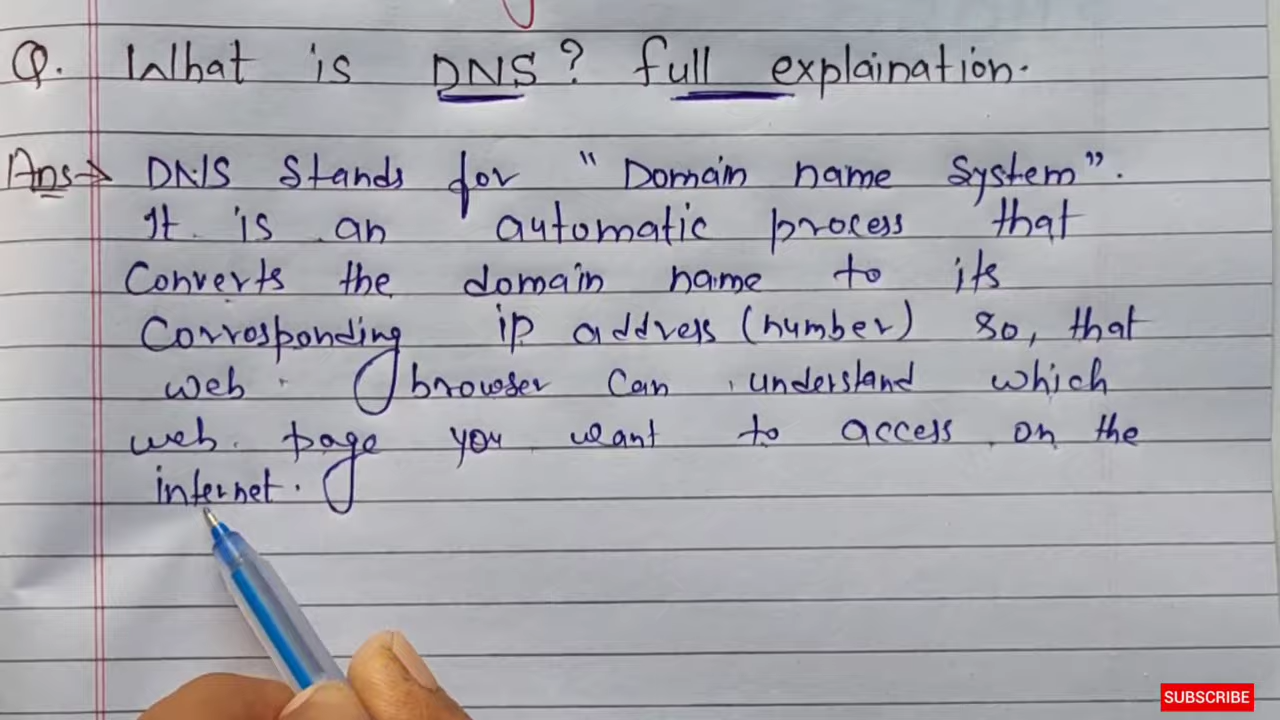 Q. What is DNS? full explaination.
Ans→ DNS Stands for "Domain name System".
It is an automatic process that
Converts the domain name to its
Corrosponding ip address (number) so, that
web browser can understand which
web page you want to access on the
internet.
SUBSCRIBE